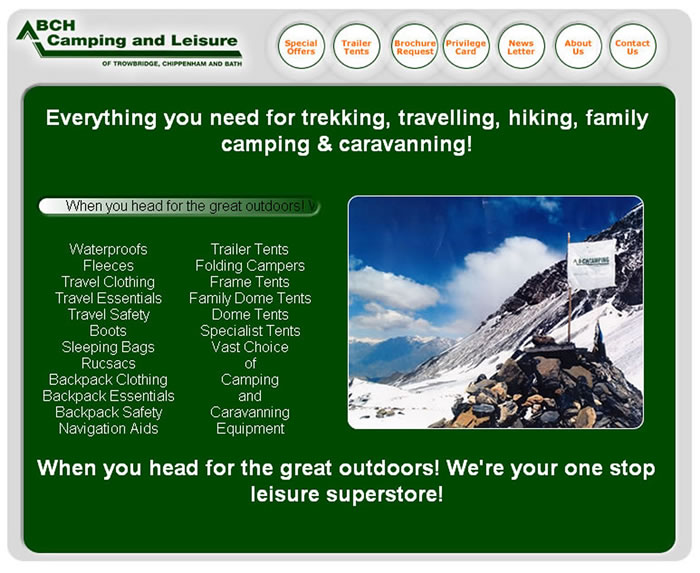 BCH
Camping and Leisure
OF TROWBRIDGE, CHIPPENHAM AND BATH
Special
Offers
Trailer
Tents
Brochure
Request
Privilege
Card
News
Letter
About
Us
Contact
Us
Everything you need for trekking, travelling, hiking, family
camping & caravanning!
When you head for the great outdoors! W
Waterproofs
Fleeces
Travel Clothing
Travel Essentials
Travel Safety
Boots
Sleeping Bags
Rucsacs
Backpack Clothing
Backpack Essentials
Backpack Safety
Navigation Aids
Trailer Tents
Folding Campers
Frame Tents
Family Dome Tents
Dome Tents
Specialist Tents
Vast Choice
of
Camping
and
Caravanning
Equipment
BCH CAMPING
When you head for the great outdoors! We're your one stop
leisure superstore!